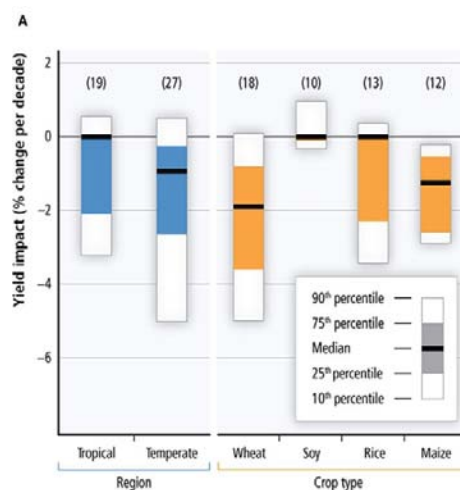 A
Yield impact (% change per decade)
2
0
−2
−4
−6
(19)
(27)
(18)
(10)
(13)
(12)
90th percentile
75th percentile
Median
25th percentile
10th percentile
Tropical
Temperate
Wheat
Soy
Rice
Maize
Region
Crop type